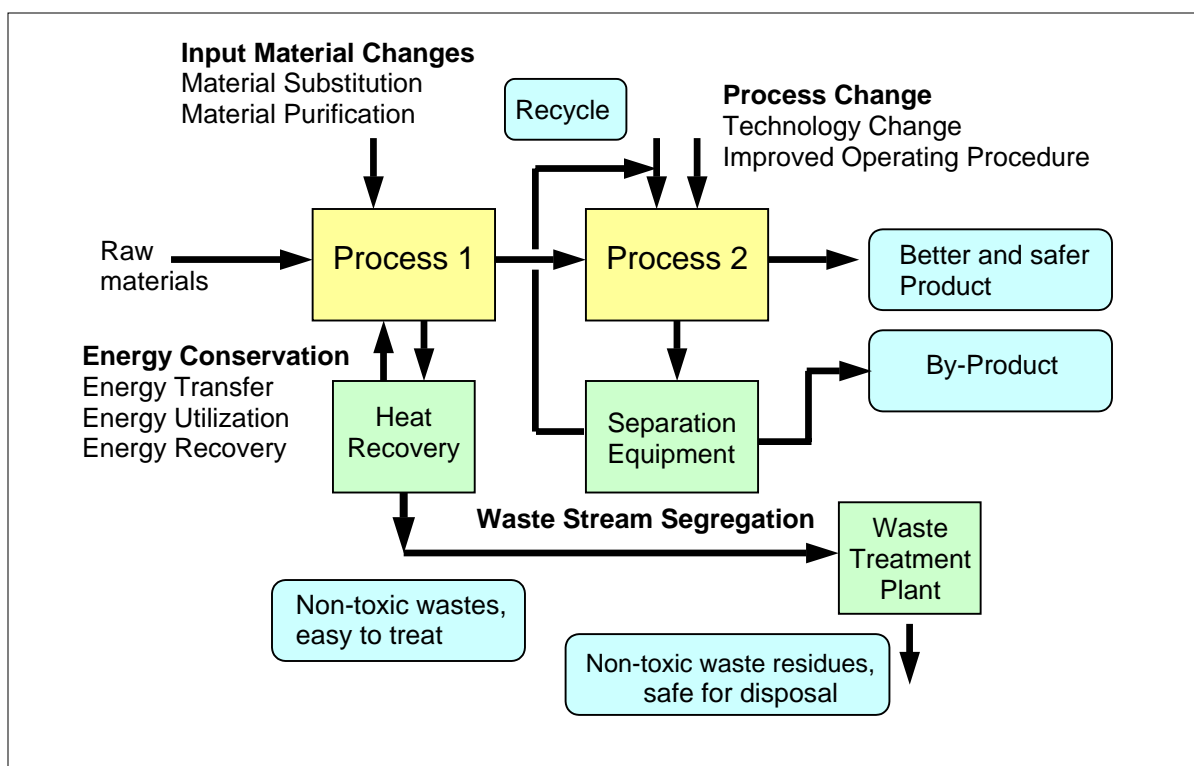 Input Material Changes
Material Substitution
Material Purification
Recycle
Process Change
Technology Change
Improved Operating Procedure
Raw
materials
Process 1
Process 2
Better and safer
Product
Energy Conservation
Energy Transfer
Energy Utilization
Energy Recovery
Heat
Recovery
Separation
Equipment
By-Product
Waste Stream Segregation
Waste
Treatment
Plant
Non-toxic wastes,
easy to treat
Non-toxic waste residues,
safe for disposal